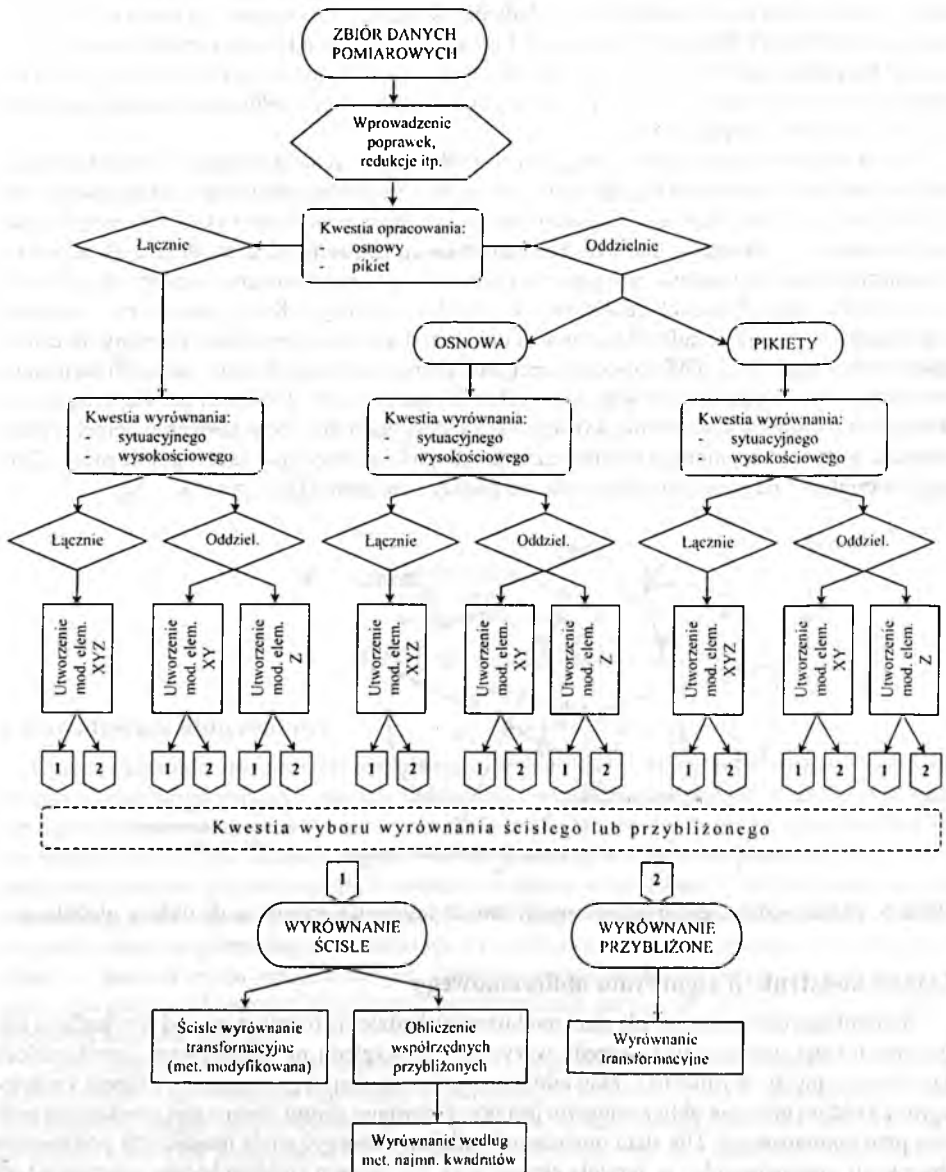 ZBIÓR DANYCH
POMIAROWYCH
Wprowadzenie
poprawek,
redukcje itp.
Łącznie
Kwestia opracowania:
- osnowy
pikiet
Oddzielnie
OSNOWA
PIKIETY
Kwestia wyrównania:
- sytuacyjnego
- wysokościowego
Kwestia wyrównania:
- sytuacyjnego
- wysokościowego
Kwestia wyrównania:
- sytuacyjnego
- wysokościowego
Łącznie
Oddziel.
Łącznie
Oddziel.
Łącznie
Oddziel.
Utworzenie
mod. elem.
XYZ
Utworzenie
mod. elem.
XY
Utworzenie
mod. elem.
Z
Utworzenie
mod. elem.
XYZ
Utworzenie
mod. elem.
XY
Utworzenie
mod. elem.
Z
Utworzenie
mod. elem.
XYZ
Utworzenie
mod. elem.
XY
Utworzenie
mod. elem.
Z
1 2 1 2 1 2 1 2 1 2 1 2 1 2 1 2 1 2
Kwestia wyboru wyrównania ścisłego lub przybliżonego
1
2
WYRÓWNANIE
ŚCISŁE
WYRÓWNANIE
PRZYBLIŻONE
Ścisłe wyrównanie
transformacyjne
(met. modyfikowana)
Obliczenie
współrzędnych
przybliżonych
Wyrównanie
transformacyjne
Wyrównanie według
met. najmn. kwadratów